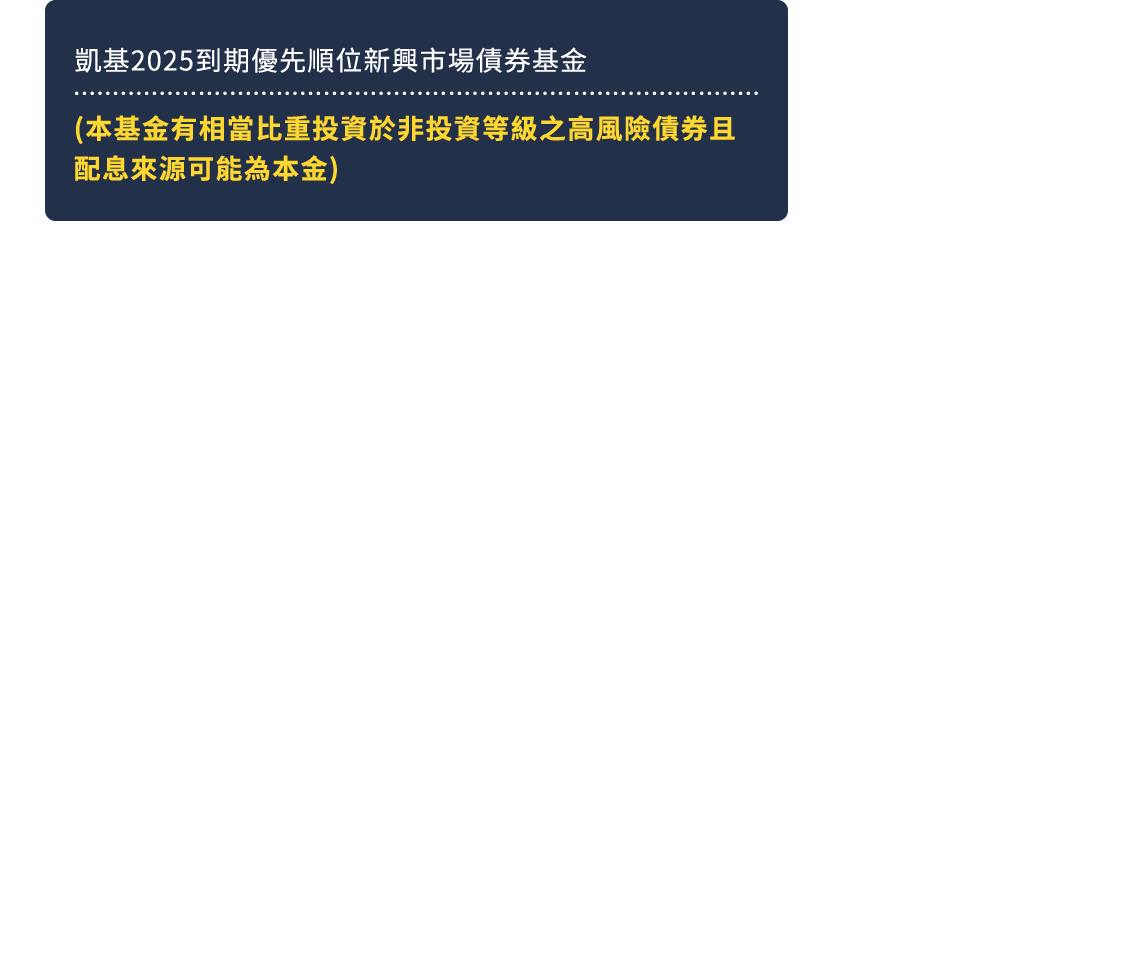 凱基2025到期優先順位新興市場債券基金
(本基金有相當比重投資於非投資等級之高風險債券且
配息來源可能為本金)